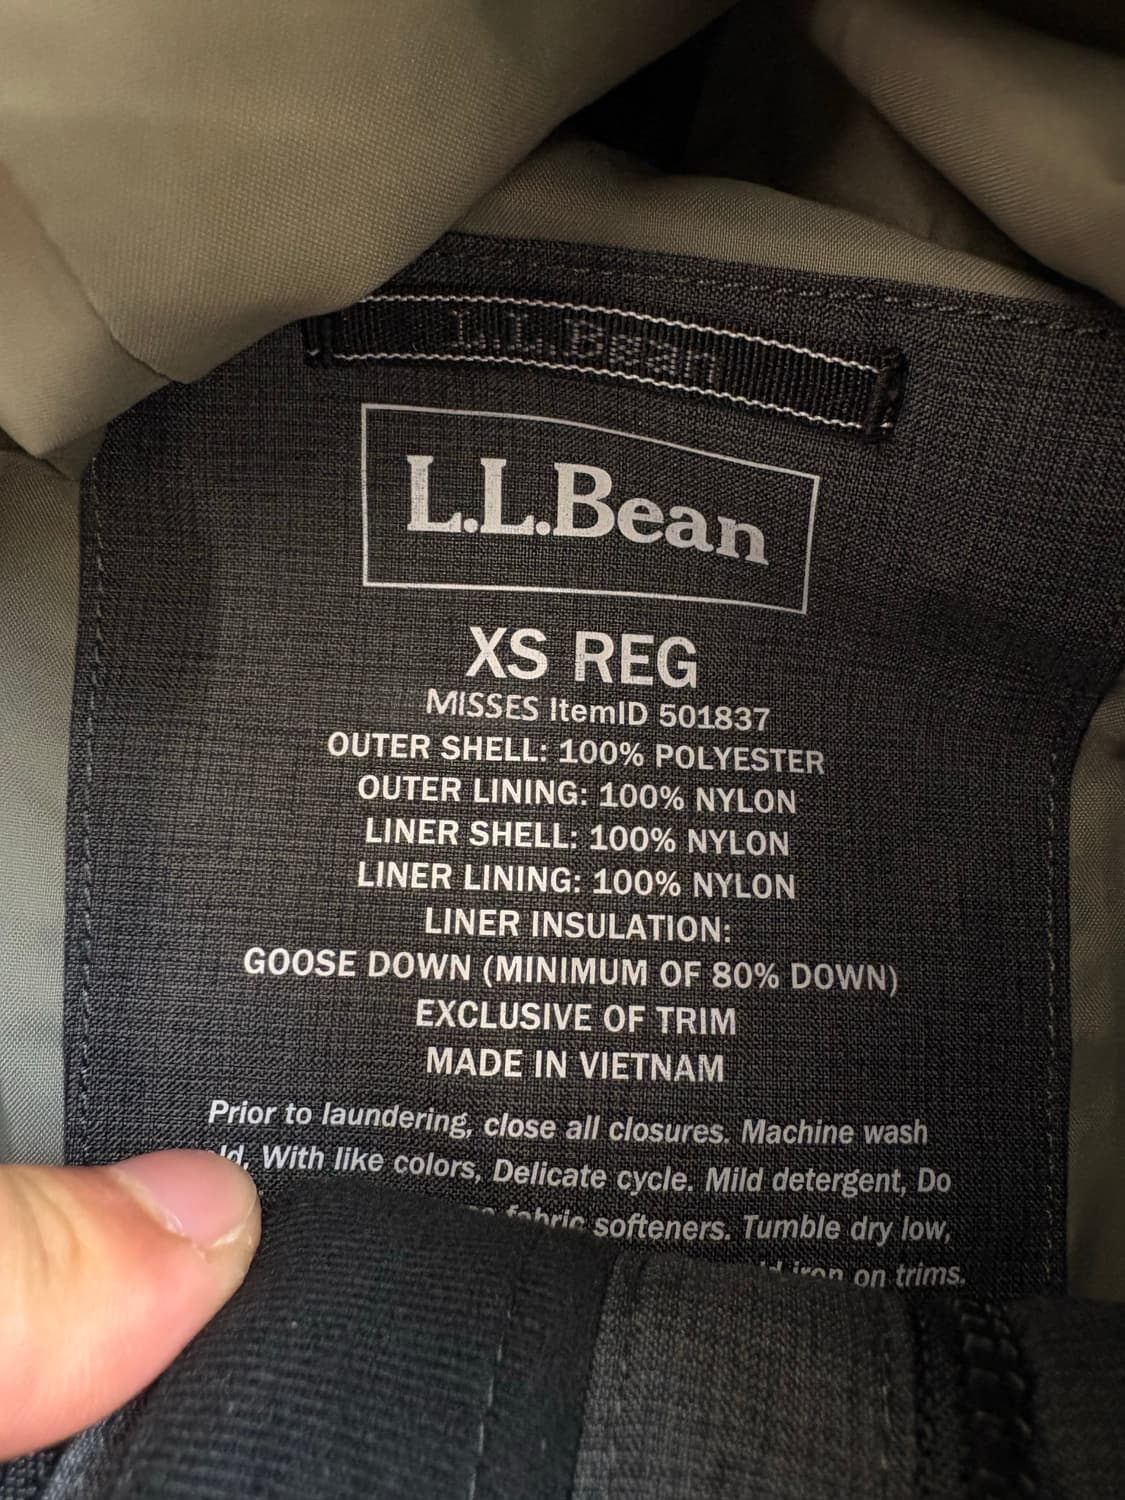 L.L.Bean
L.L.Bean
XS REG
MISSES ItemID 501837
OUTER SHELL: 100% POLYESTER
OUTER LINING: 100% NYLON
LINER SHELL: 100% NYLON
LINER LINING: 100% NYLON
LINER INSULATION:
GOOSE DOWN (MINIMUM OF 80% DOWN)
EXCLUSIVE OF TRIM
MADE IN VIETNAM
Prior to laundering, close all closures. Machine wash
With like colors, Delicate cycle. Mild detergent, Do
fabric softeners. Tumble dry low,
iron on trims.